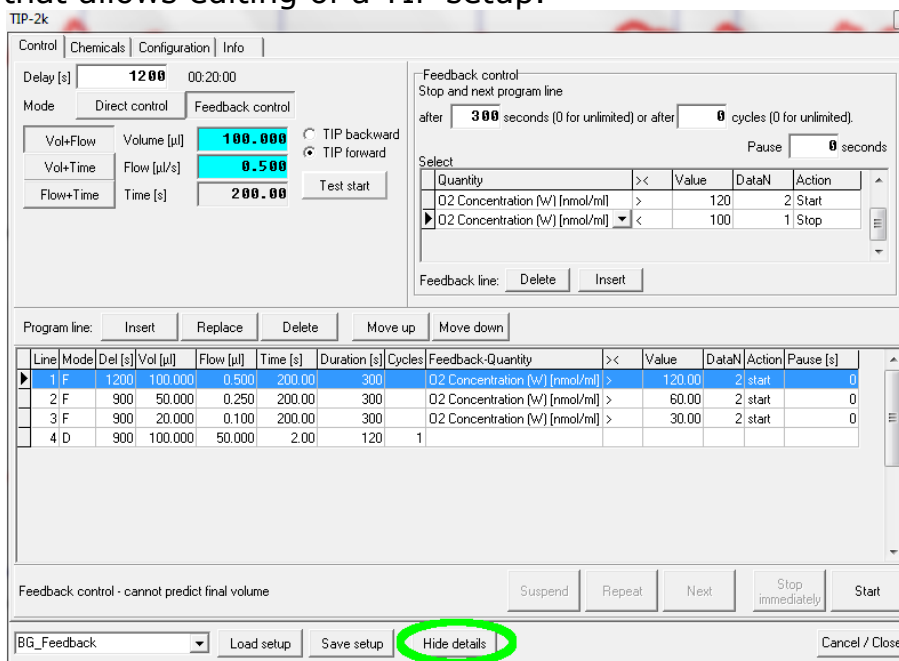 that allows editing of a TIP setup.
TIP-2k
Control Chemicals Configuration Info
Delay [s] 1200 00:20:00
Mode Direct control Feedback control
Vol+Flow Volume [µl] 100.000 TIP backward
Vol+Time Flow [µl/s] 0.500 TIP forward
Flow+Time Time [s] 200.00 Test start
Feedback control
Stop and next program line
after 300 seconds (0 for unlimited) or after 0 cycles (0 for unlimited).
Pause 0 seconds
Select
Quantity >< Value DataN Action
O2 Concentration (W) [nmol/ml] > 120 2 Start
O2 Concentration (W) [nmol/ml] < 100 1 Stop
Feedback line: Delete Insert
Program line: Insert Replace Delete Move up Move down
Line Mode Del [s] Vol [µl] Flow [µl] Time [s] Duration [s] Cycles Feedback-Quantity >< Value DataN Action Pause [s]
1 F 1200 100.000 0.500 200.00 300 O2 Concentration (W) [nmol/ml] > 120.00 2 start 0
2 F 900 50.000 0.250 200.00 300 O2 Concentration (W) [nmol/ml] > 60.00 2 start 0
3 F 900 20.000 0.100 200.00 300 O2 Concentration (W) [nmol/ml] > 30.00 2 start 0
4 D 900 100.000 50.000 2.00 120 1
Feedback control - cannot predict final volume Suspend Repeat Next Stop immediately Start
BG_Feedback Load setup Save setup Hide details Cancel / Close